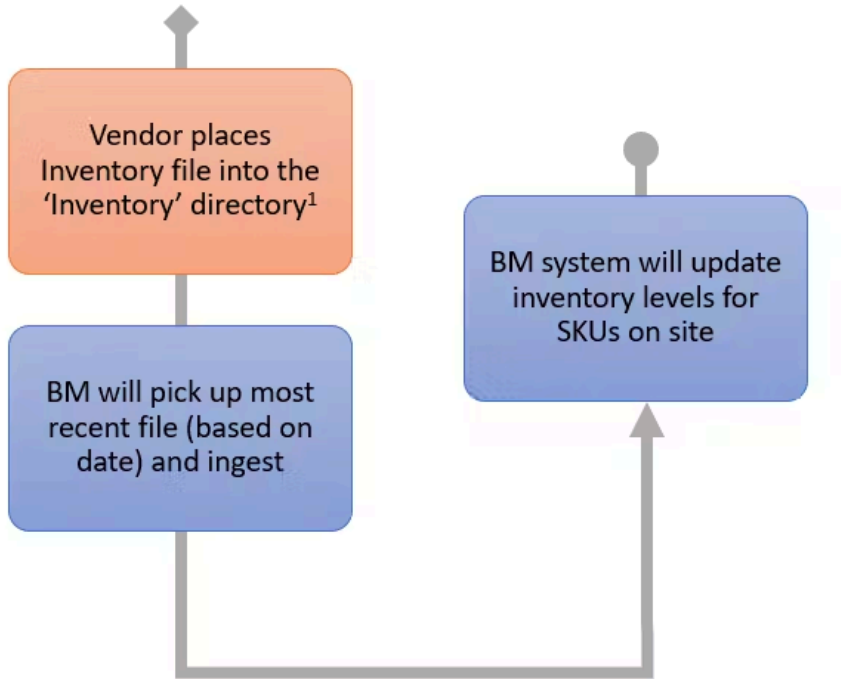 Vendor places
Inventory file into the
‘Inventory’ directory¹
BM will pick up most
recent file (based on
date) and ingest
BM system will update
inventory levels for
SKUs on site